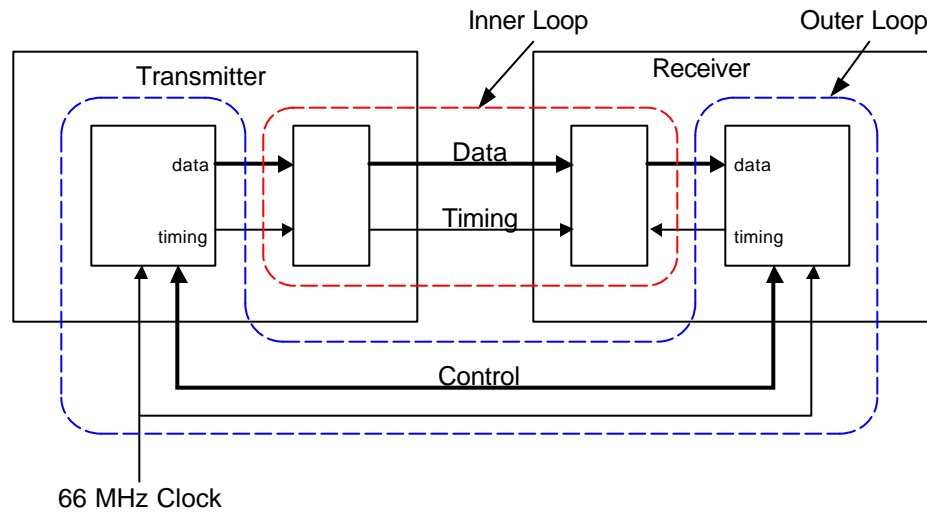 Inner Loop
Outer Loop
Transmitter
Receiver
data
Data
data
timing
Timing
timing
Control
66 MHz Clock